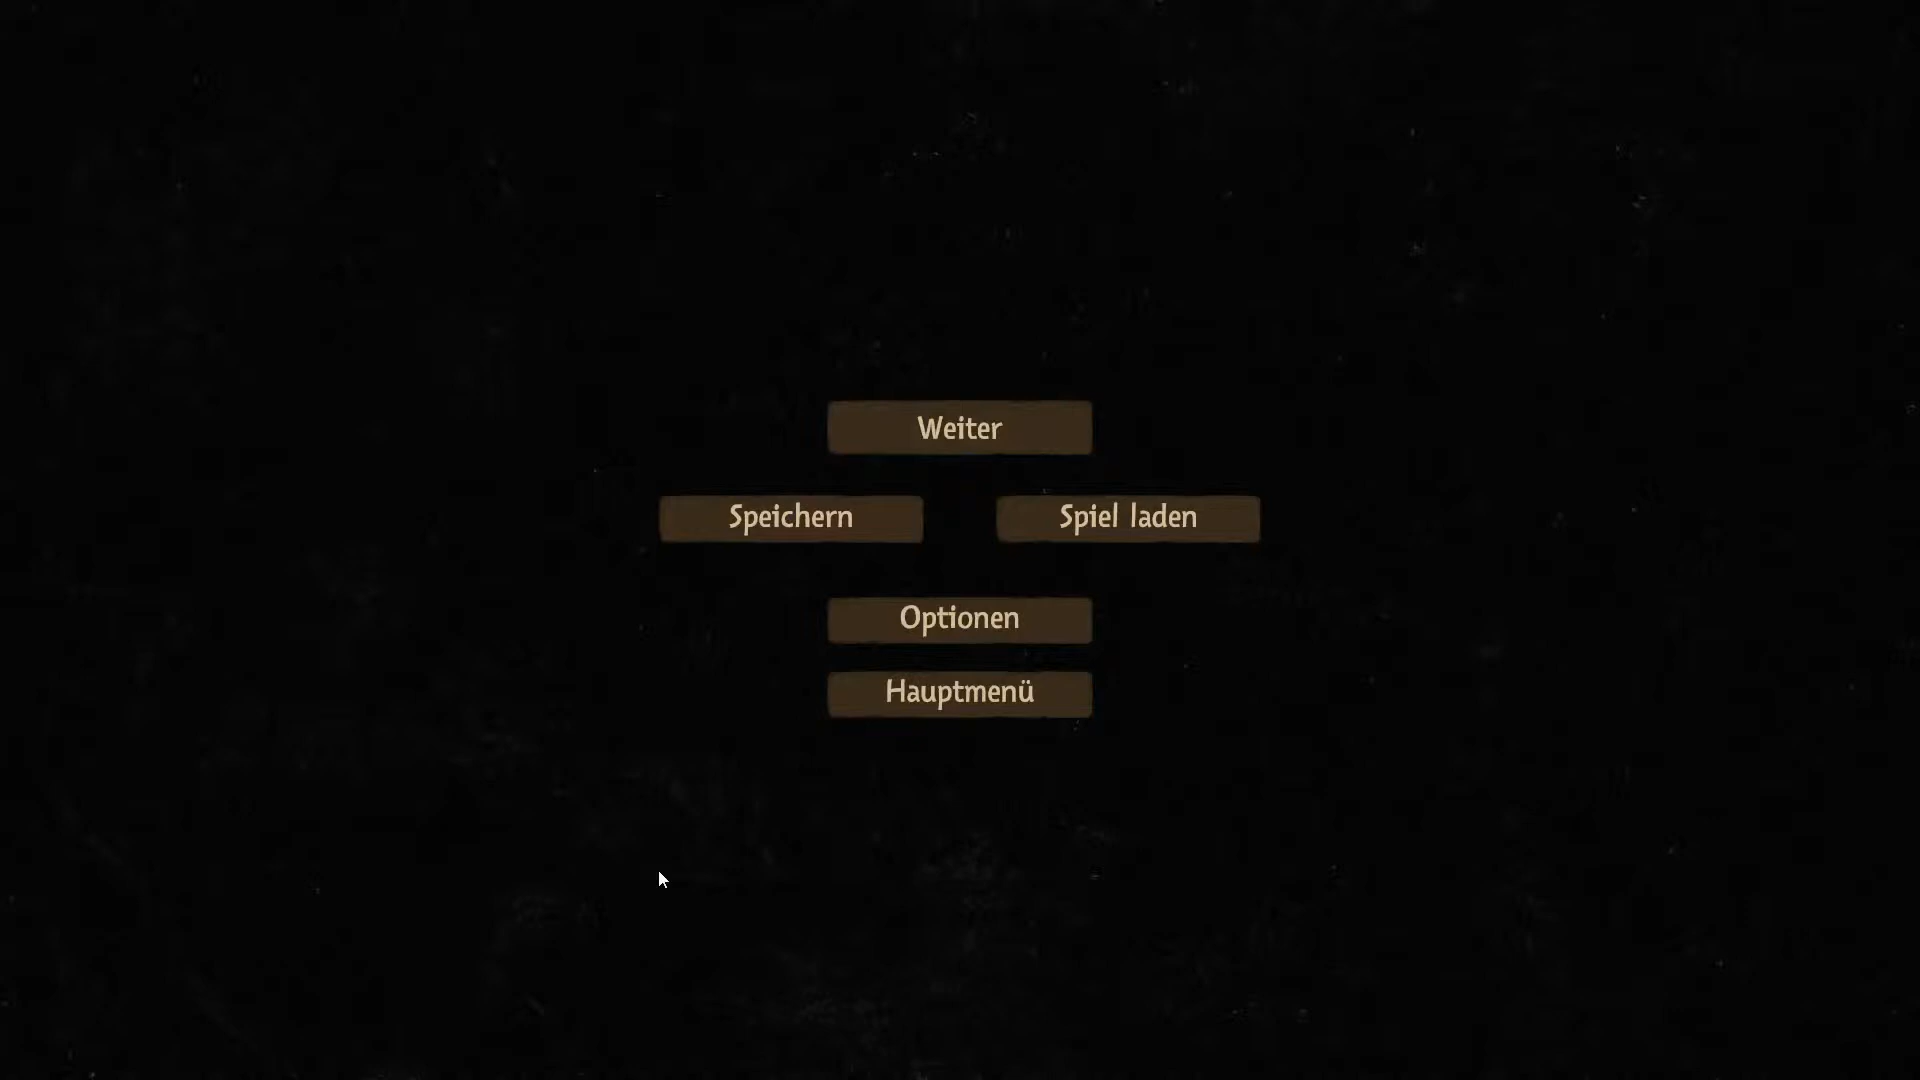 Weiter
Speichern
Spiel laden
Optionen
Hauptmenü